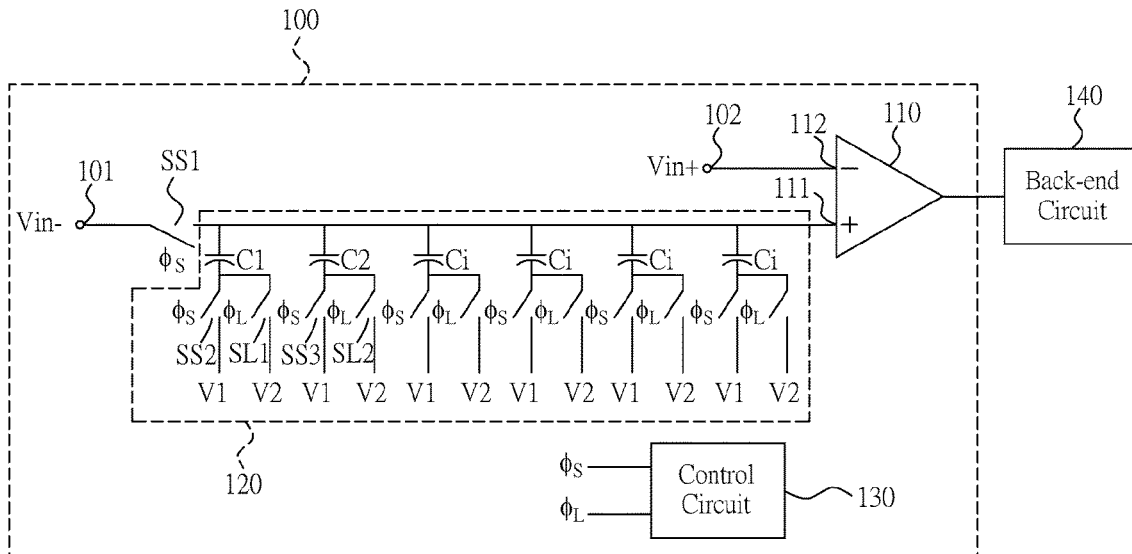 100
140
102
112
110
SS1
101
Vin+
−
Back-end
Circuit
111
Vin-
+
ϕS
C1
C2
Ci
Ci
Ci
Ci
ϕS
ϕL
ϕS
ϕL
ϕS
ϕL
ϕS
ϕL
ϕS
ϕL
ϕS
ϕL
SS2
SL1
SS3
SL2
V1
V2
V1
V2
V1
V2
V1
V2
V1
V2
V1
V2
120
ϕS
ϕL
Control
Circuit
130